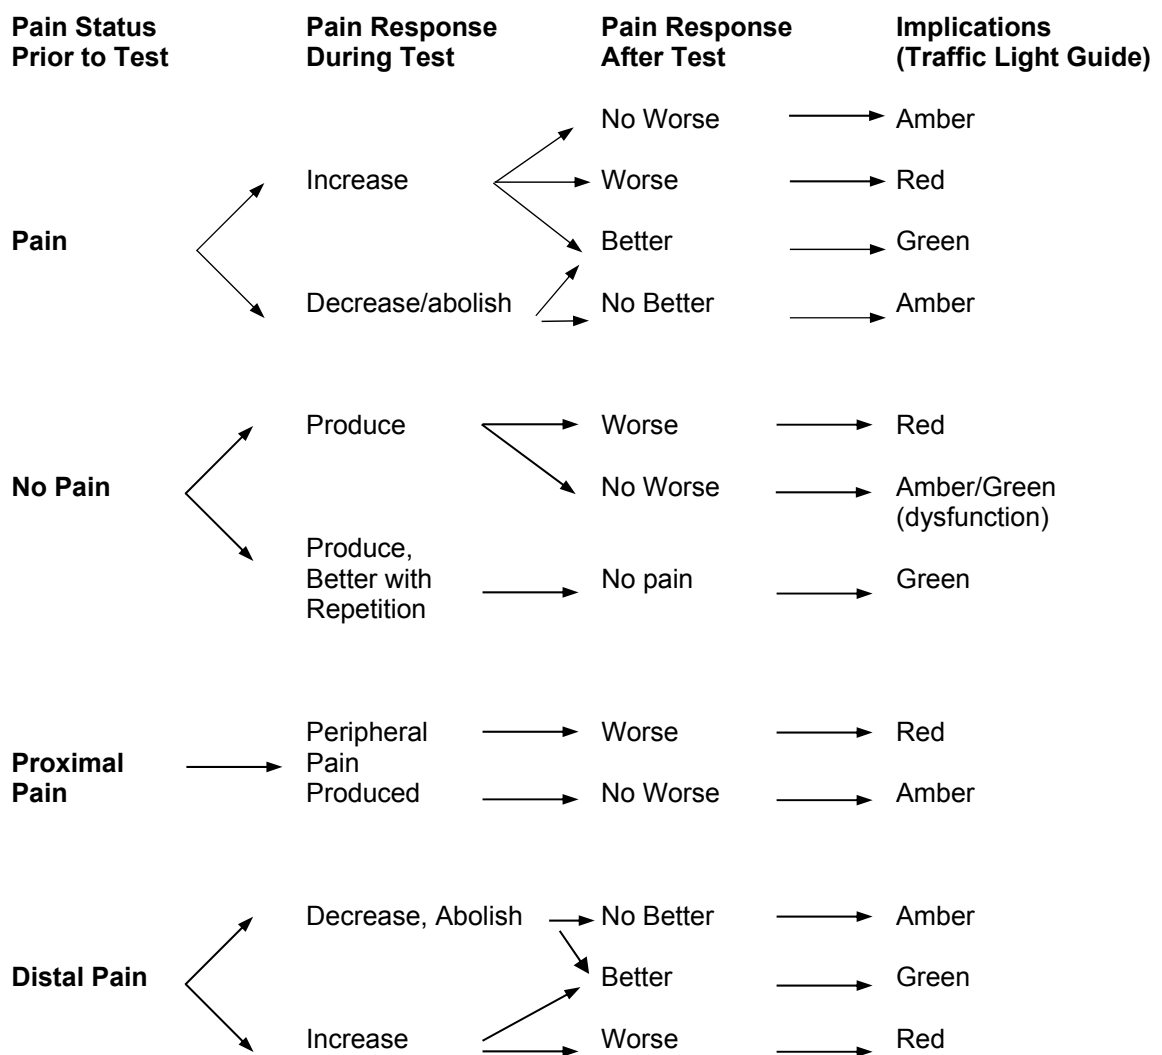 Pain Status Pain Response Pain Response Implications
Prior to Test During Test After Test (Traffic Light Guide)
No Worse Amber
Increase Worse Red
Pain Better Green
Decrease/abolish No Better Amber
Produce Worse Red
No Pain No Worse Amber/Green
(dysfunction)
Produce,
Better with No pain Green
Repetition
Peripheral Worse Red
Proximal Pain
Pain Produced No Worse Amber
Decrease, Abolish No Better Amber
Distal Pain Better Green
Increase Worse Red